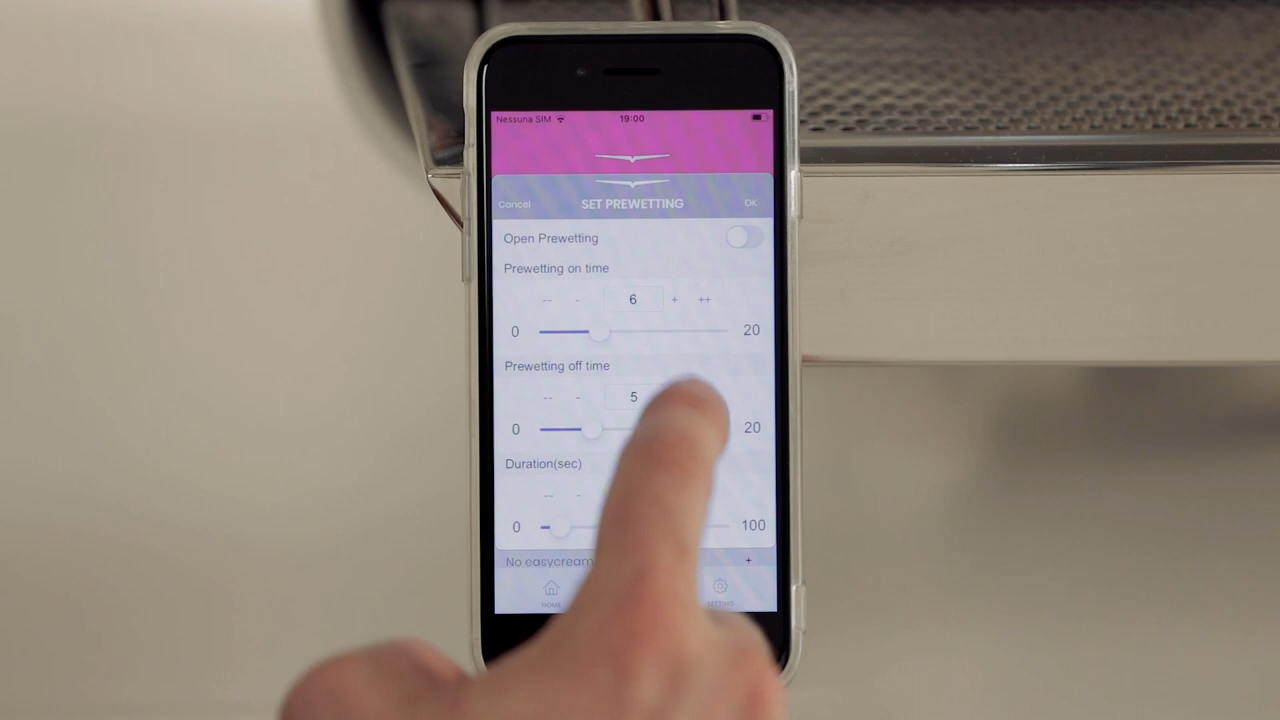 Nessuna SIM 19:00
Cancel SET PREWETTING OK
Open Prewetting
Prewetting on time
-- - 6 + ++
0 20
Prewetting off time
-- - 5
0 20
Duration(sec)
-- -
0 100
No easycream +
HOME SETTING